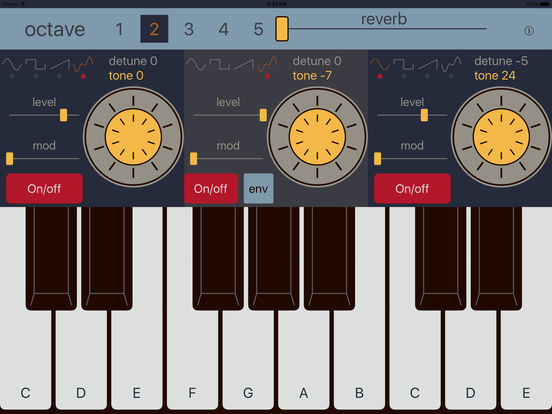 octave 1 2 3 4 5 reverb
detune 0
tone 0
level
mod
On/off
detune 0
tone -7
level
mod
On/off env
detune -5
tone 24
level
mod
On/off
C D E F G A B C D E